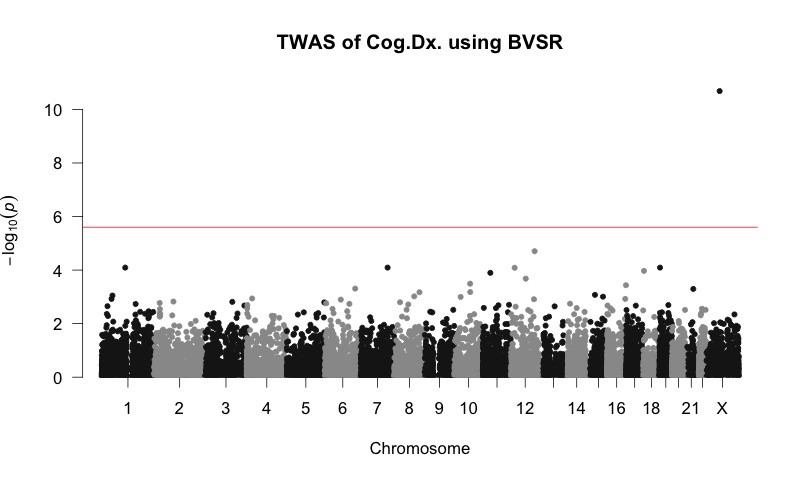 TWAS of Cog.Dx. using BVSR
10
8
6
4
2
0
−log10(p)
1 2 3 4 5 6 7 8 9 10 12 14 16 18 21 X
Chromosome